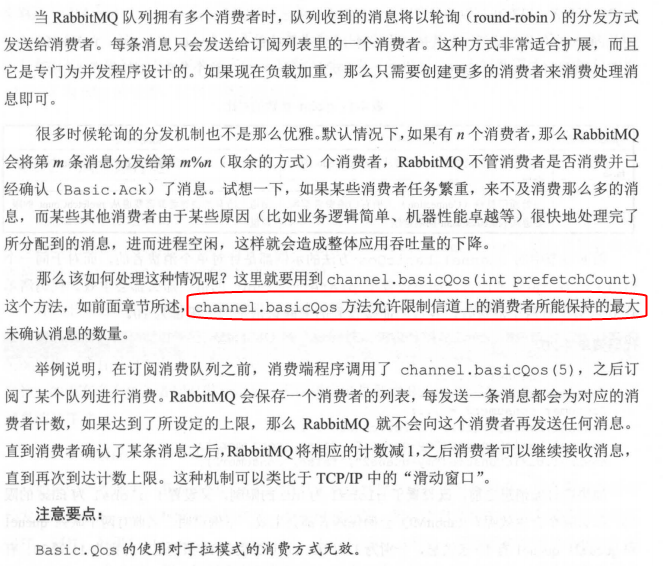 当 RabbitMQ 队列拥有多个消费者时，队列收到的消息将以轮询（round-robin）的分发方式
发送给消费者。每条消息只会发送给订阅列表里的一个消费者。这种方式非常适合扩展，而且
它是专门为并发程序设计的。如果现在负载加重，那么只需要创建更多的消费者来消费处理消
息即可。
很多时候轮询的分发机制也不是那么优雅。默认情况下，如果有 n 个消费者，那么 RabbitMQ
会将第 m 条消息分发给第 m%n（取余的方式）个消费者，RabbitMQ 不管消费者是否消费并已
经确认（Basic.Ack）了消息。试想一下，如果某些消费者任务繁重，来不及消费那么多的消
息，而某些其他消费者由于某些原因（比如业务逻辑简单、机器性能卓越等）很快地处理完了
所分配到的消息，进而进程空闲，这样就会造成整体应用吞吐量的下降。
那么该如何处理这种情况呢？这里就要用到 channel.basicQos(int prefetchCount)
这个方法，如前面章节所述，channel.basicQos 方法允许限制信道上的消费者所能保持的最大
未确认消息的数量。
举例说明，在订阅消费队列之前，消费端程序调用了 channel.basicQos(5)，之后订
阅了某个队列进行消费。RabbitMQ 会保存一个消费者的列表，每发送一条消息都会为对应的消
费者计数，如果达到了所设定的上限，那么 RabbitMQ 就不会向这个消费者再发送任何消息。
直到消费者确认了某条消息之后，RabbitMQ 将相应的计数减 1，之后消费者可以继续接收消息，
直到再次到达计数上限。这种机制可以类比于 TCP/IP 中的“滑动窗口”。
注意要点：
Basic.Qos 的使用对于拉模式的消费方式无效。